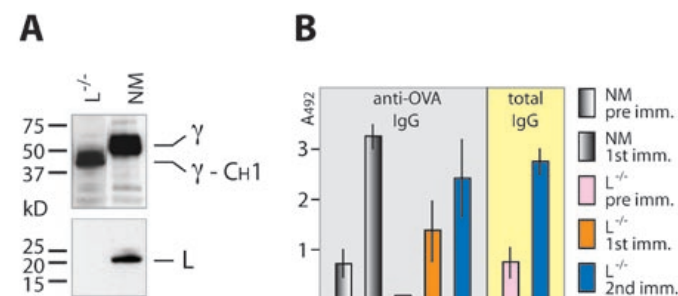 A
L-/-
NM
75
50
37
kD
25
20
15
γ
γ - CH1
L
B
A492
anti-OVA
IgG
total
IgG
3
2
1
NM
pre imm.
NM
1st imm.
L-/-
pre imm.
L-/-
1st imm.
L-/-
2nd imm.